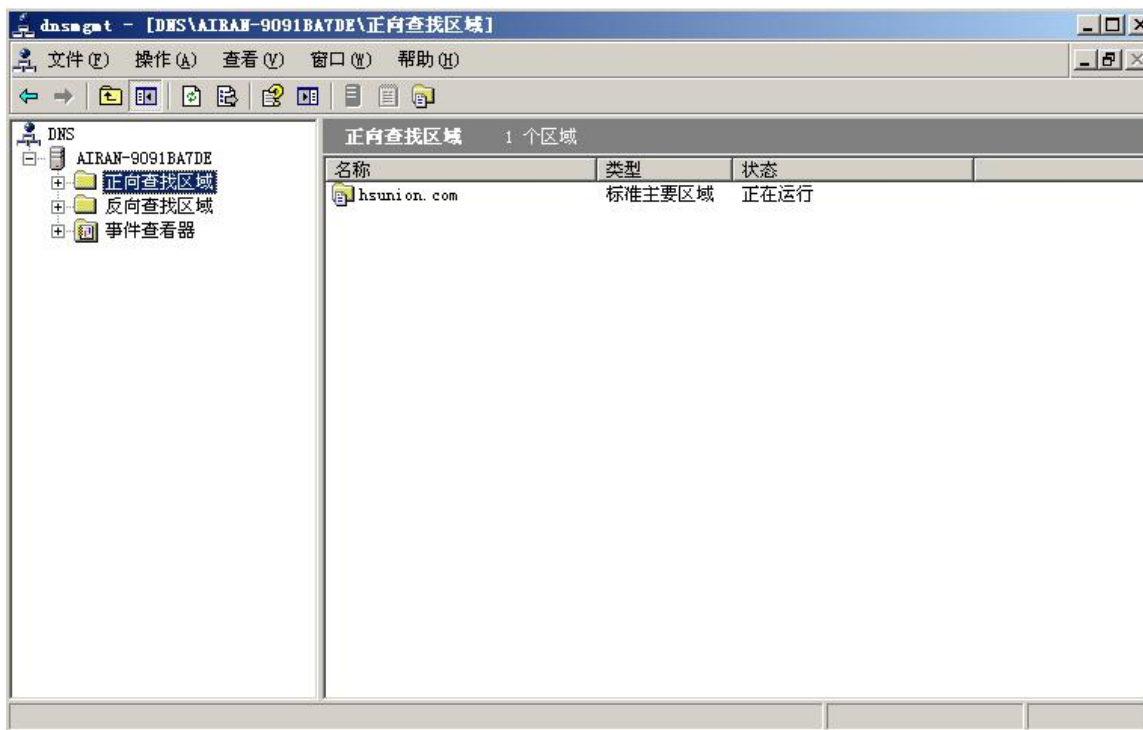 dnsmgmt - [DNS\AIRAN-9091BA7DE\正向查找区域]
文件(F) 操作(A) 查看(V) 窗口(W) 帮助(H)
DNS
AIRAN-9091BA7DE
正向查找区域
反向查找区域
事件查看器
正向查找区域 1 个区域
名称 类型 状态
hsunion.com 标准主要区域 正在运行